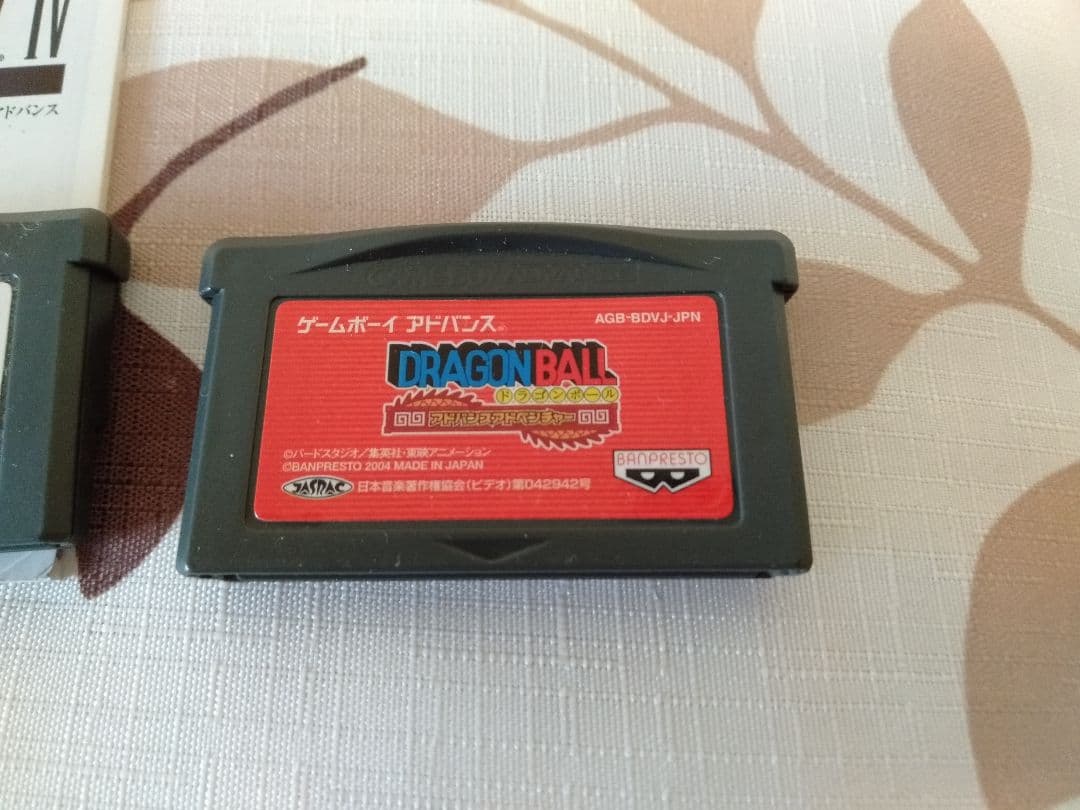 IV
アドバンス
ゲームボーイ アドバンス
AGB-BDVJ-JPN
DRAGON BALL
ドラゴンボール
アドバンスアドベンチャー
©バードスタジオ／集英社・東映アニメーション
©BANPRESTO 2004 MADE IN JAPAN
BANPRESTO
JASRAC 日本音楽著作権協会(ビデオ)第042942号